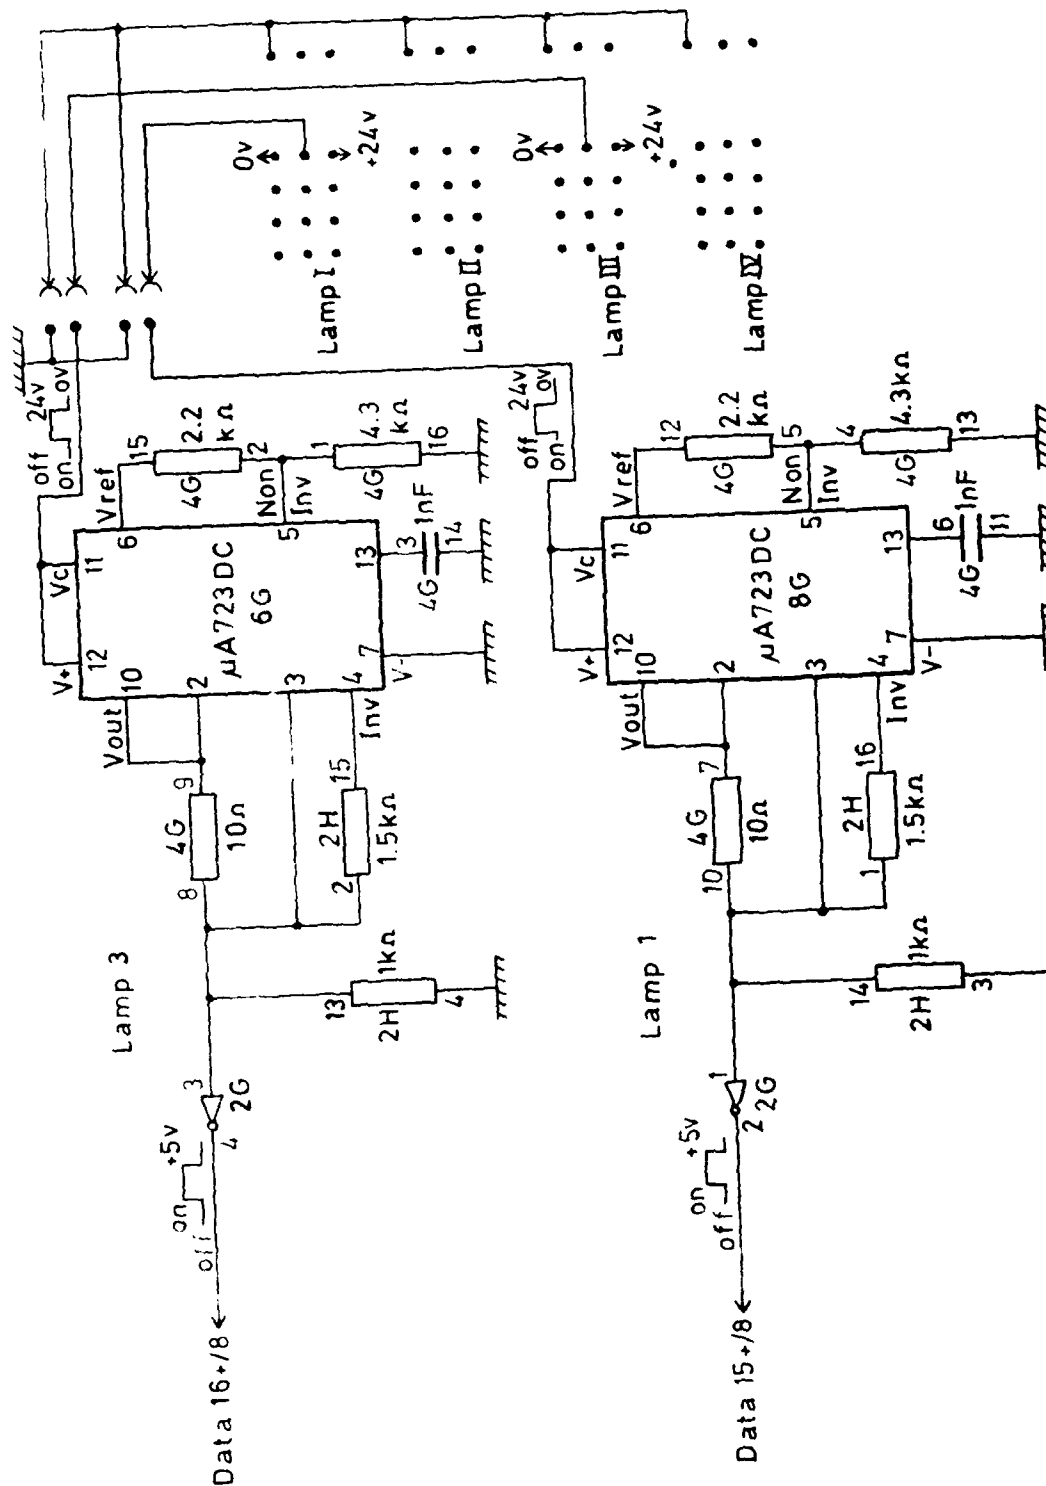 Data 16+/8
off
on
+5v
4
3
2G
Lamp 3
13
2H
1kΩ
4
8
4G
10Ω
9
2
2H
1.5kΩ
15
Vout
10
2
3
4
Inv
V+
12
Vc
11
µA723DC
6G
7
V-
13
3
4G
1nF
14
6
Vref
5
Non
Inv
15
4G
2.2
kΩ
2
1
4G
4.3
kΩ
16
off
on
24v
0v
Data 15+/8
off
on
+5v
2
1
2G
Lamp 1
14
2H
1kΩ
3
10
4G
10Ω
7
1
2H
1.5kΩ
16
Vout
10
2
3
4
Inv
V+
12
Vc
11
µA723DC
8G
7
V-
13
6
4G
1nF
11
6
Vref
5
Non
Inv
12
4G
2.2
kΩ
5
4
4G
4.3kΩ
13
off
on
24v
0v
Lamp I
0v
+24v
Lamp II
Lamp III
0v
+24v
Lamp IV